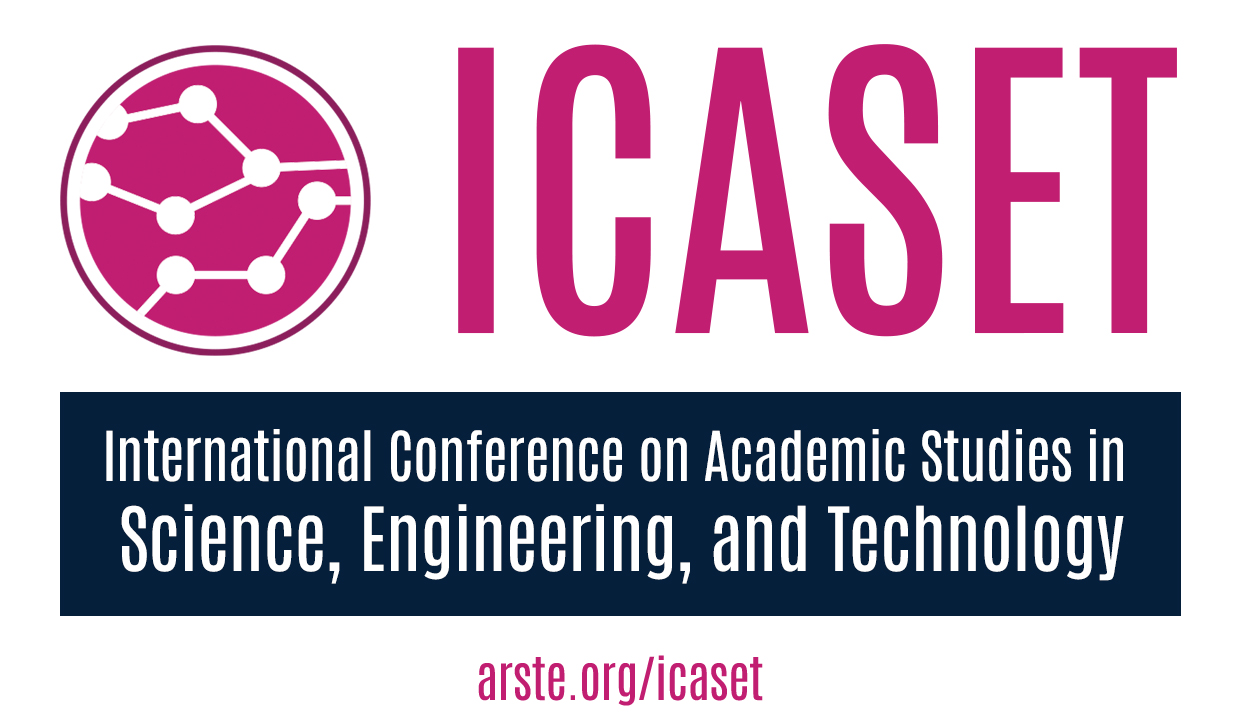 ICASET
International Conference on Academic Studies in
Science, Engineering, and Technology
arste.org/icaset